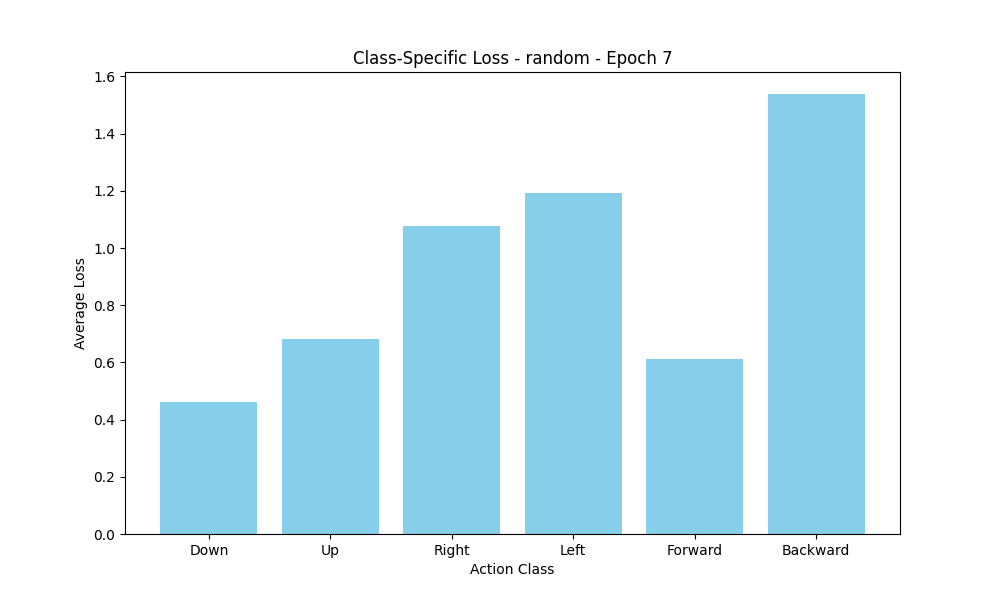 Class-Specific Loss - random - Epoch 7
Average Loss
1.6
1.4
1.2
1.0
0.8
0.6
0.4
0.2
0.0
Down Up Right Left Forward Backward
Action Class